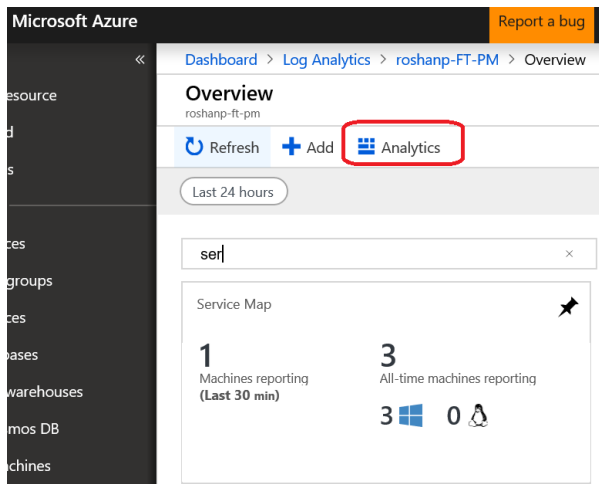 Microsoft Azure
Report a bug
«
Dashboard > Log Analytics > roshanp-FT-PM > Overview
esource
Overview
roshanp-ft-pm
d
Refresh Add Analytics
s
Last 24 hours
ces
ser ×
groups
Service Map
ces
1 3
bases
Machines reporting All-time machines reporting
(Last 30 min)
warehouses
3 0
smos DB
achines